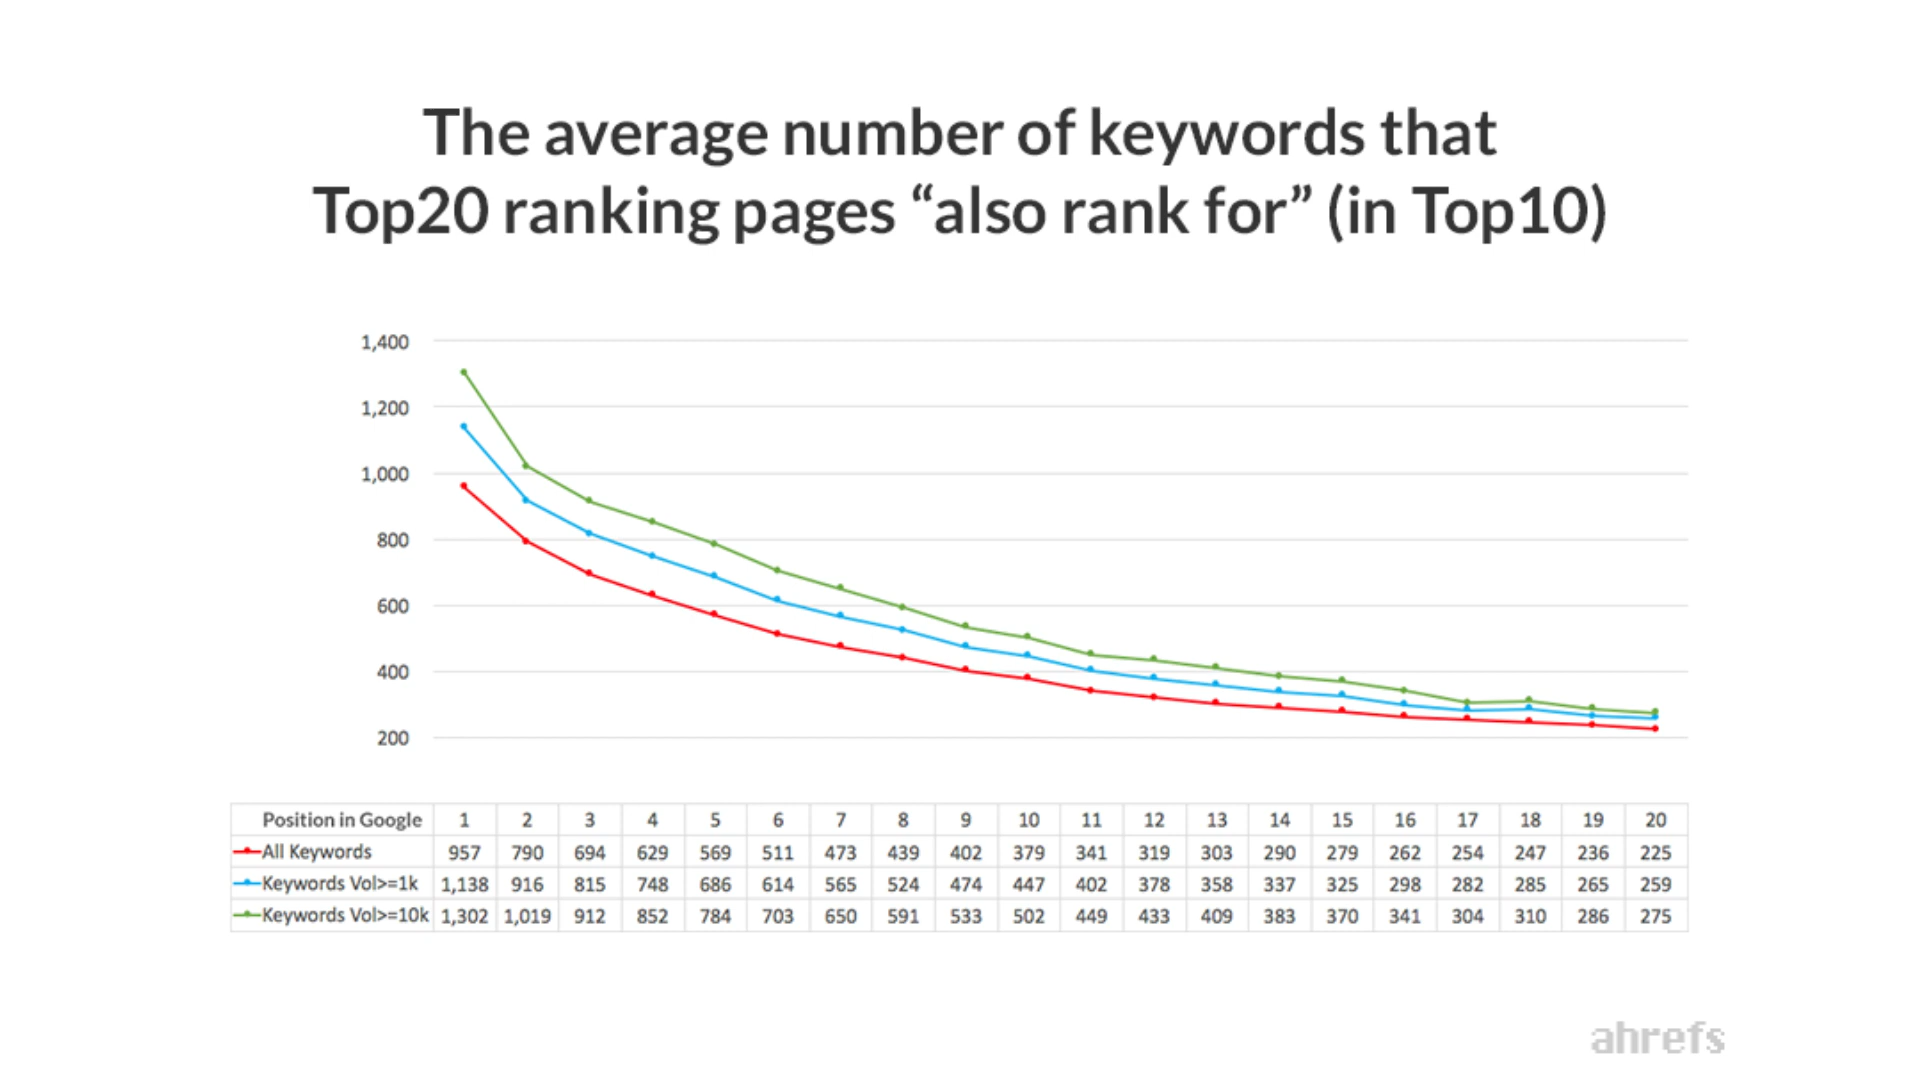 The average number of keywords that
Top20 ranking pages “also rank for” (in Top10)
1,400
1,200
1,000
800
600
400
200
Position in Google 1 2 3 4 5 6 7 8 9 10 11 12 13 14 15 16 17 18 19 20
All Keywords 957 790 694 629 569 511 473 439 402 379 341 319 303 290 279 262 254 247 236 225
Keywords Vol>=1k 1,138 916 815 748 686 614 565 524 474 447 402 378 358 337 325 298 282 285 265 259
Keywords Vol>=10k 1,302 1,019 912 852 784 703 650 591 533 502 449 433 409 383 370 341 304 310 286 275
ahrefs